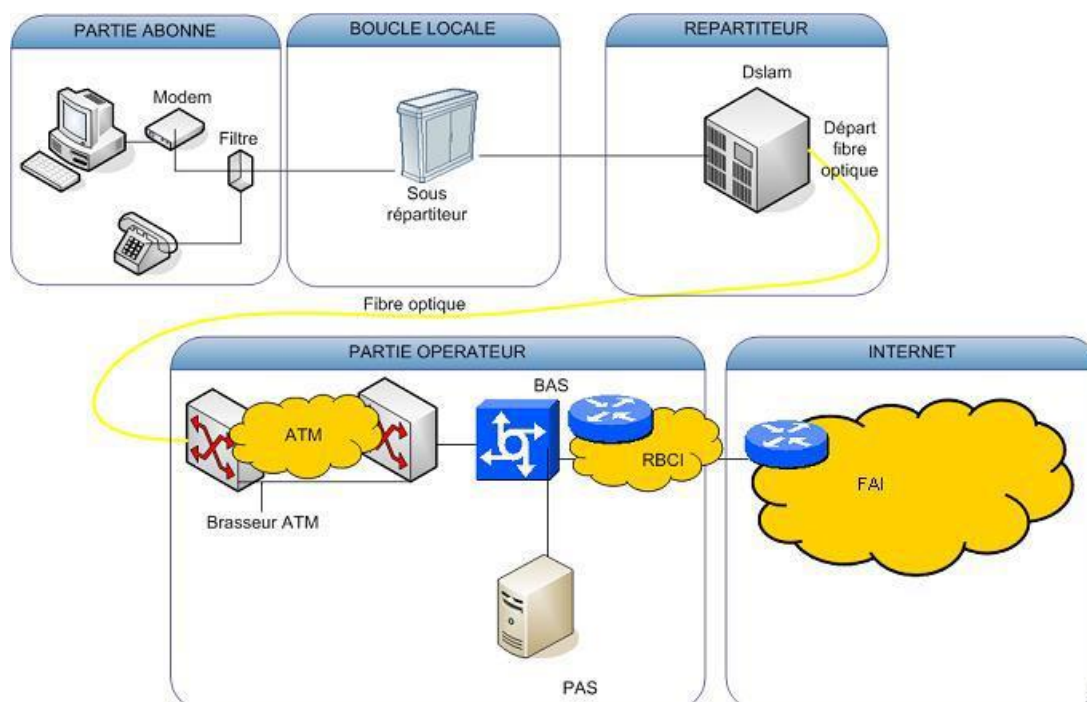 PARTIE ABONNE
BOUCLE LOCALE
REPARTITEUR
Dslam
Modem
Filtre
Départ
fibre
optique
Sous
répartiteur
Fibre optique
PARTIE OPERATEUR
INTERNET
BAS
ATM
RBCI
FAI
Brasseur ATM
PAS